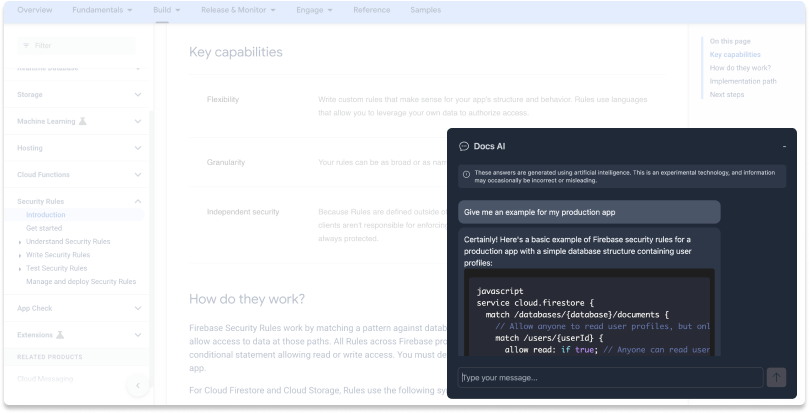 Overview Fundamentals Build Release & Monitor Engage Reference Samples
Filter
Realtime Database
Storage
Machine Learning
Hosting
Cloud Functions
Security Rules
Introduction
Get started
Understand Security Rules
Write Security Rules
Test Security Rules
Manage and deploy Security Rules
App Check
Extensions
RELATED PRODUCTS
Cloud Messaging
Key capabilities
Flexibility
Write custom rules that make sense for your app's structure and behavior. Rules use languages
that allow you to leverage your own data to authorize access.
Granularity
Your rules can be as broad or as narr
Independent security
Because Rules are defined outside of
clients aren't responsible for enforcing
always protected.
How do they work?
Firebase Security Rules work by matching a pattern against datab
allow access to data at those paths. All Rules across Firebase pro
conditional statement allowing read or write access. You must de
app.
For Cloud Firestore and Cloud Storage, Rules use the following sy
On this page
Key capabilities
How do they work?
Implementation path
Next steps
Docs AI -
These answers are generated using artificial intelligence. This is an experimental technology, and information
may occasionally be incorrect or misleading.
Give me an example for my production app
Certainly! Here's a basic example of Firebase security rules for a
production app with a simple database structure containing user
profiles:
javascript
service cloud.firestore {
match /databases/{database}/documents {
// Allow anyone to read user profiles, but onl
match /users/{userId} {
allow read: if true; // Anyone can read user
Type your message...